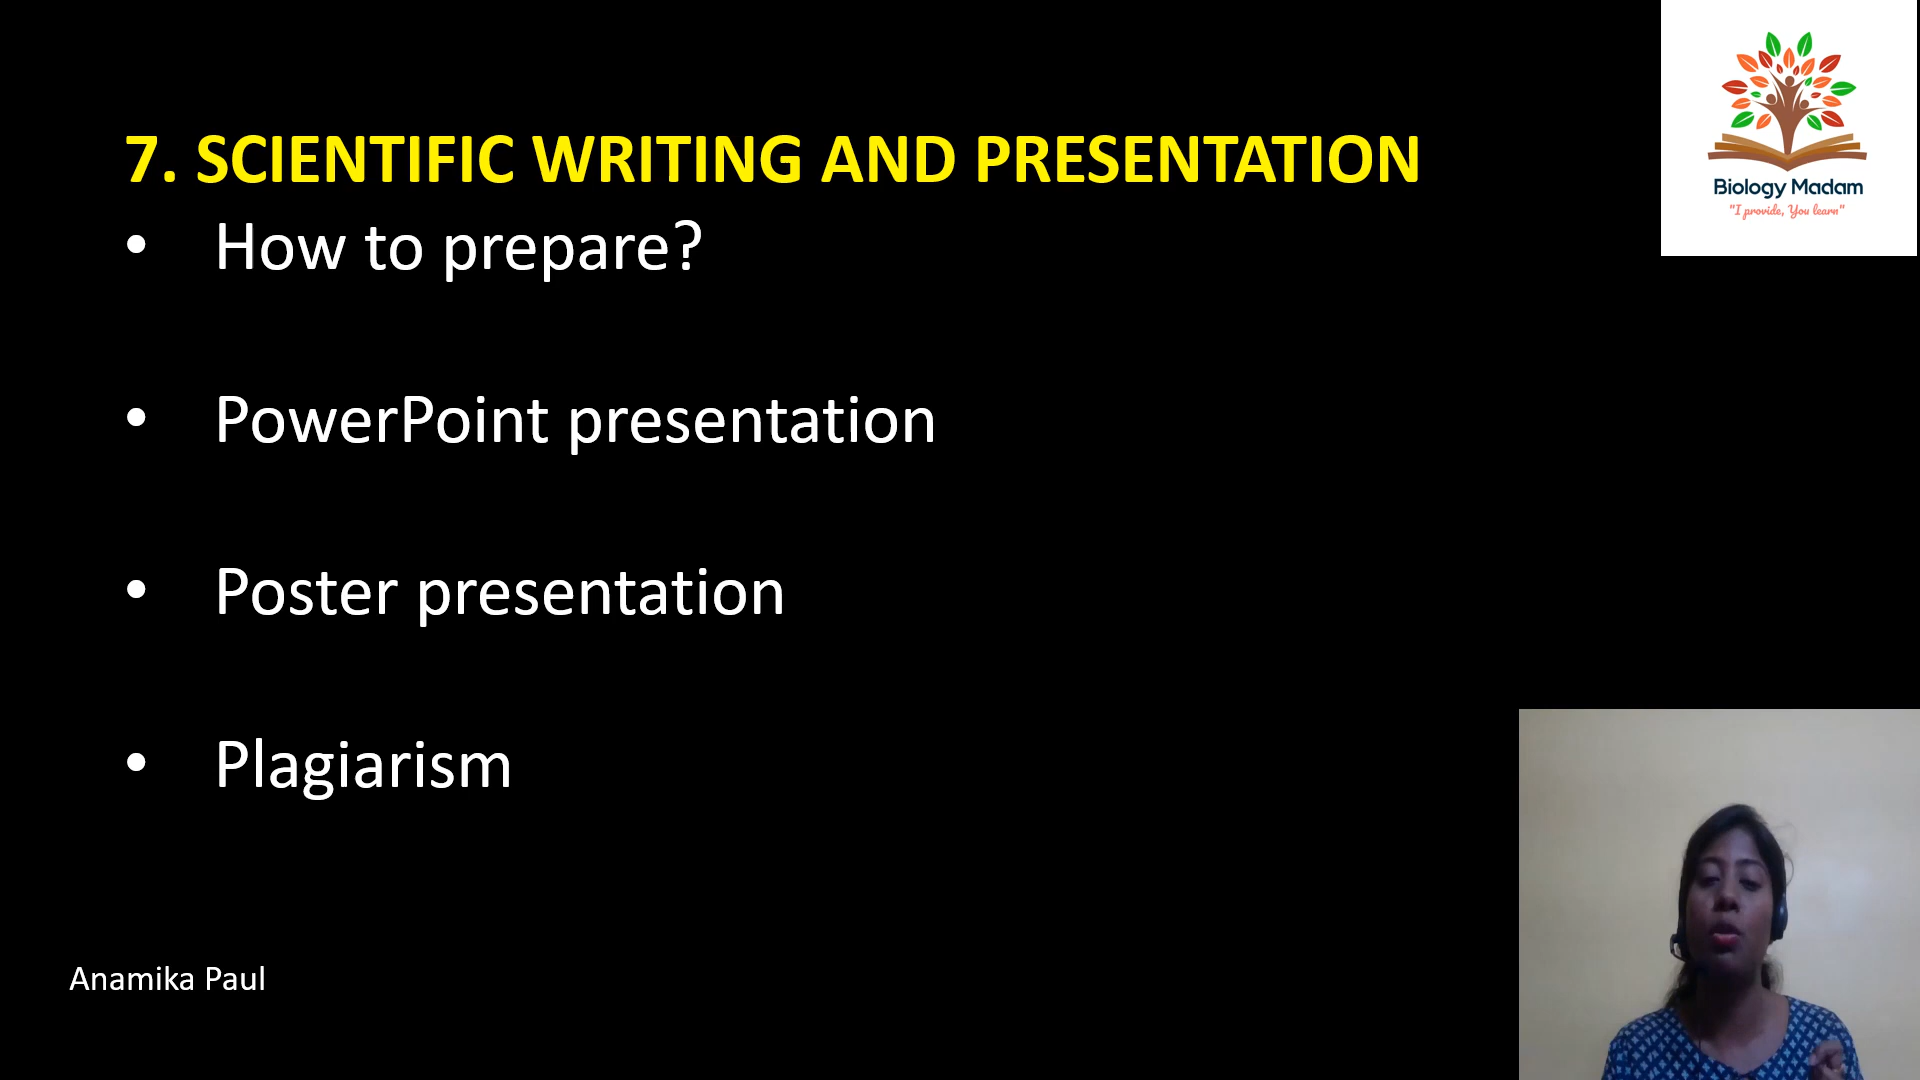 7. SCIENTIFIC WRITING AND PRESENTATION
• How to prepare?
• PowerPoint presentation
• Poster presentation
• Plagiarism
Anamika Paul
Biology Madam
"I provide, You learn"